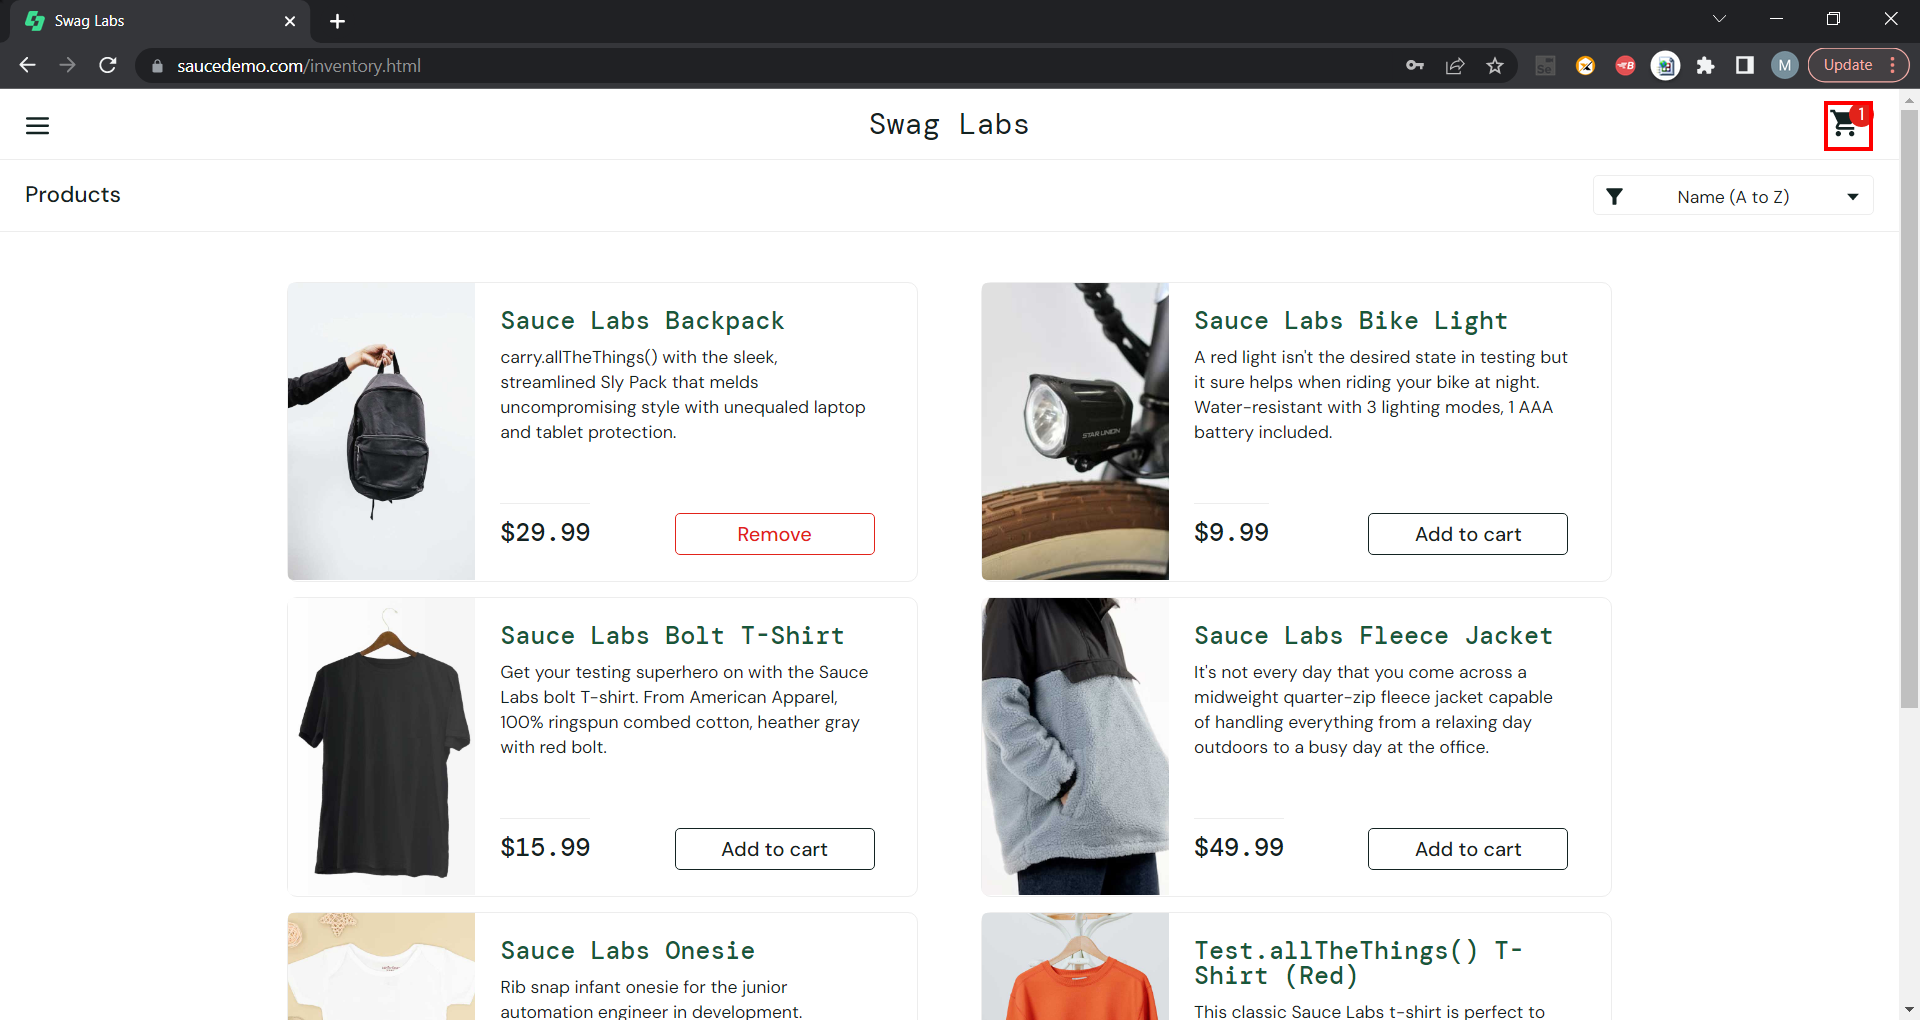 Swag Labs
saucedemo.com/inventory.html
Se
B
M
Update
Swag Labs
1
Products
Name (A to Z)
Sauce Labs Backpack
carry.allTheThings() with the sleek,
streamlined Sly Pack that melds
uncompromising style with unequaled laptop
and tablet protection.
$29.99
Remove
Sauce Labs Bike Light
A red light isn't the desired state in testing but
it sure helps when riding your bike at night.
Water-resistant with 3 lighting modes, 1 AAA
battery included.
STAR UNION
$9.99
Add to cart
Sauce Labs Bolt T-Shirt
Get your testing superhero on with the Sauce
Labs bolt T-shirt. From American Apparel,
100% ringspun combed cotton, heather gray
with red bolt.
$15.99
Add to cart
Sauce Labs Fleece Jacket
It's not every day that you come across a
midweight quarter-zip fleece jacket capable
of handling everything from a relaxing day
outdoors to a busy day at the office.
$49.99
Add to cart
Sauce Labs Onesie
Rib snap infant onesie for the junior
automation engineer in development.
Test.allTheThings() T-
Shirt (Red)
This classic Sauce Labs t-shirt is perfect to